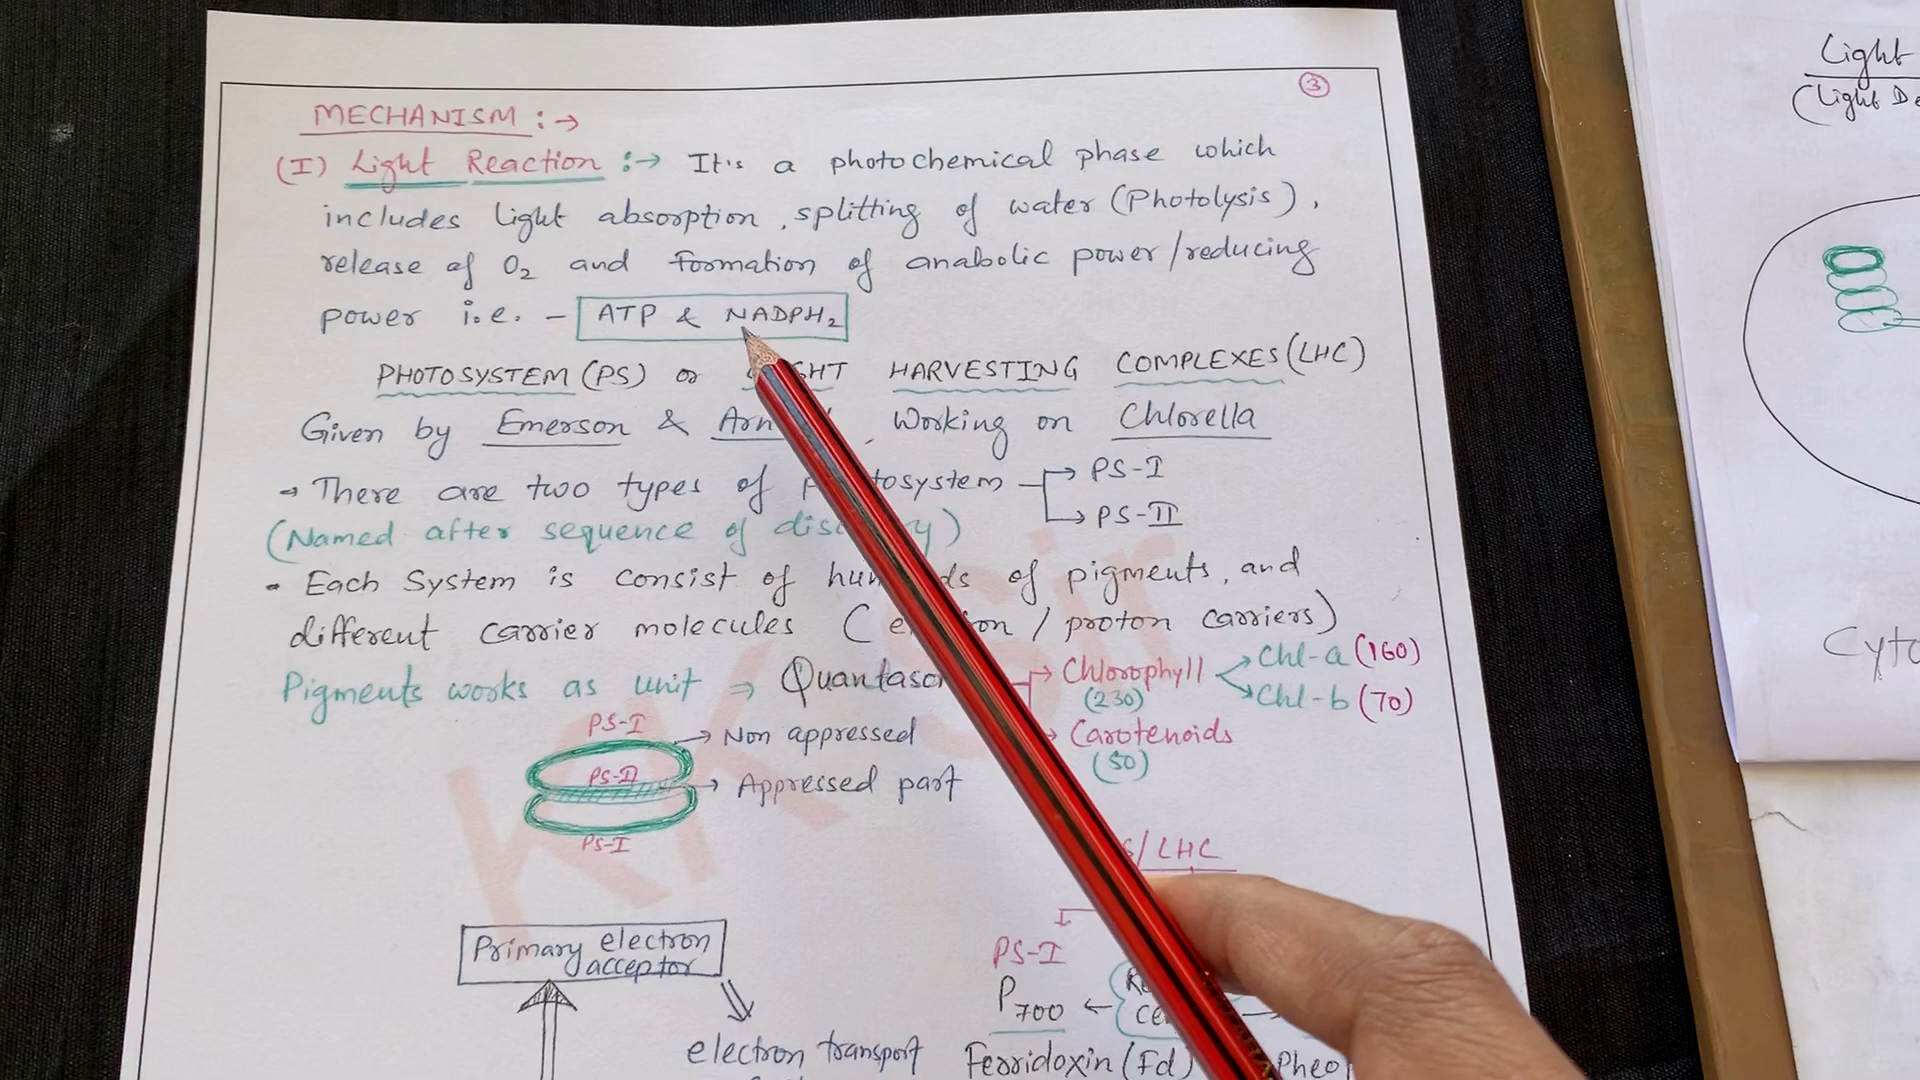 3
MECHANISM :→
(I) Light Reaction :→ It's a photochemical phase which
includes light absorption, splitting of water (Photolysis),
release of O₂ and formation of anabolic power/reducing
power i.e. – ATP & NADPH₂
PHOTOSYSTEM (PS) or HARVESTING COMPLEXES (LHC)
Given by Emerson & , Working on Chlorella
→ There are two types of → PS-I
→ PS-II
(Named after sequence of
- Each System is consist of of pigments, and
different carrier molecules ( / proton carriers)
Pigments works as unit ⇒ → Chlorophyll → Chl-a (160)
(230) → Chl-b (70)
→ Carotenoids
(50)
PS-I
→ Non appressed
PS-II
→ Appressed part
PS-I
/LHC
Primary electron
acceptor
electron transport
PS-I
P700 ←
Ferridoxin (Fd)
Light
(Light
KK Sir